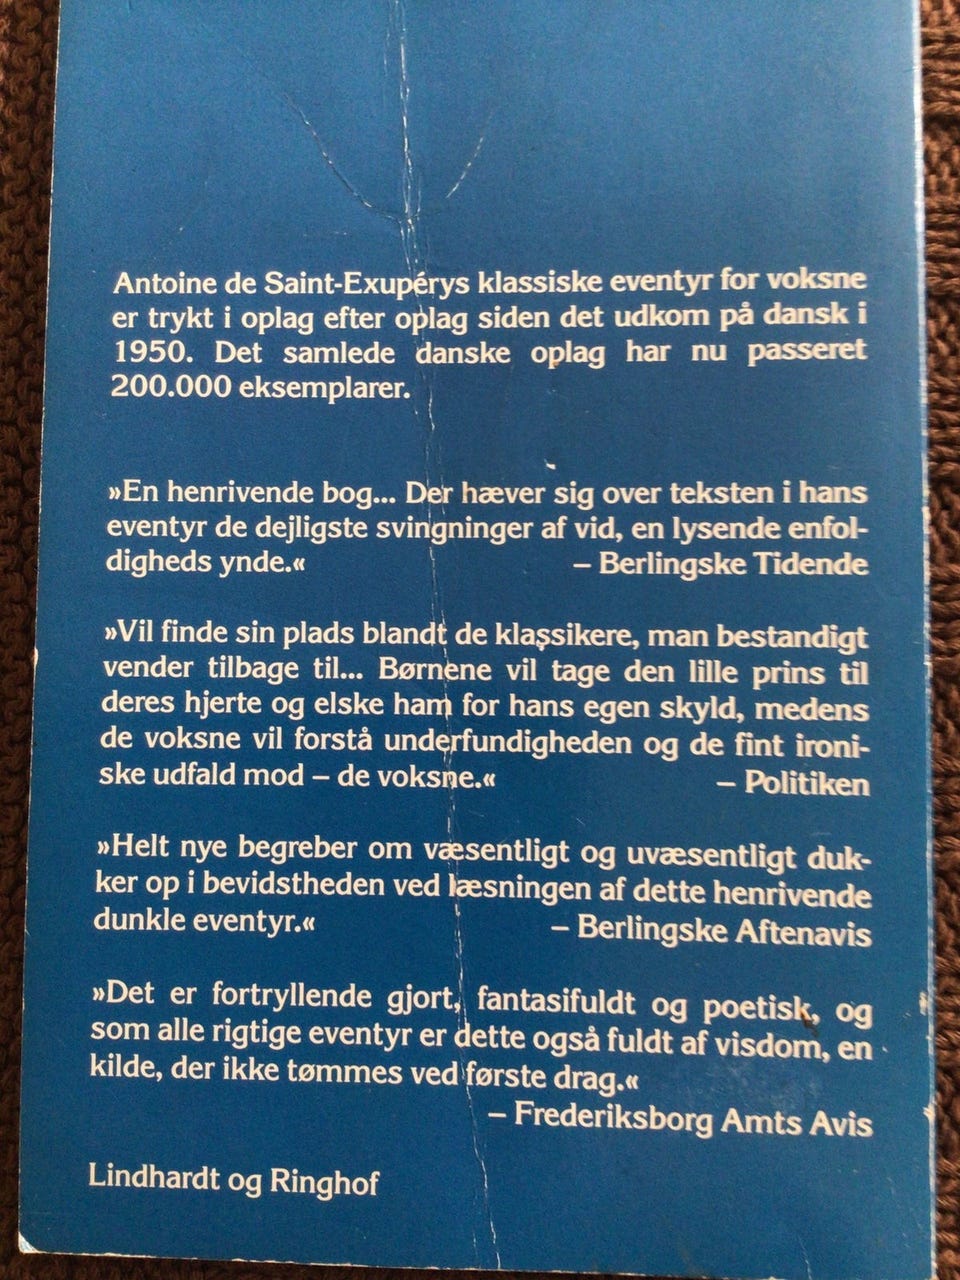 Antoine de Saint-Exupérys klassiske eventyr for voksne
er trykt i oplag efter oplag siden det udkom på dansk i
1950. Det samlede danske oplag har nu passeret
200.000 eksemplarer.
»En henrivende bog... Der hæver sig over teksten i hans
eventyr de dejligste svingninger af vid, en lysende enfol-
digheds ynde.« – Berlingske Tidende
»Vil finde sin plads blandt de klassikere, man bestandigt
vender tilbage til... Børnene vil tage den lille prins til
deres hjerte og elske ham for hans egen skyld, medens
de voksne vil forstå underfundigheden og de fint ironi-
ske udfald mod – de voksne.« – Politiken
»Helt nye begreber om væsentligt og uvæsentligt duk-
ker op i bevidstheden ved læsningen af dette henrivende
dunkle eventyr.« – Berlingske Aftenavis
»Det er fortryllende gjort, fantasifuldt og poetisk, og
som alle rigtige eventyr er dette også fuldt af visdom, en
kilde, der ikke tømmes ved første drag.«
– Frederiksborg Amts Avis
Lindhardt og Ringhof